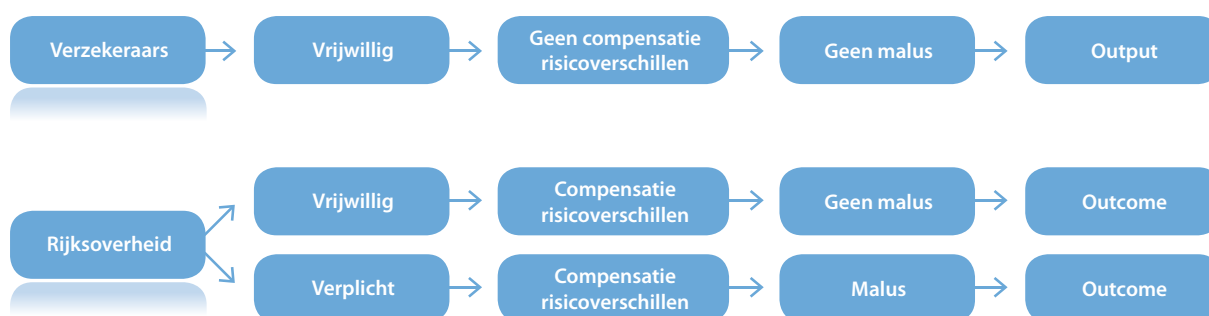 Verzekeraars
Vrijwillig
Geen compensatie
risicoverschillen
Geen malus
Output
Rijksoverheid
Vrijwillig
Compensatie
risicoverschillen
Geen malus
Outcome
Verplicht
Compensatie
risicoverschillen
Malus
Outcome